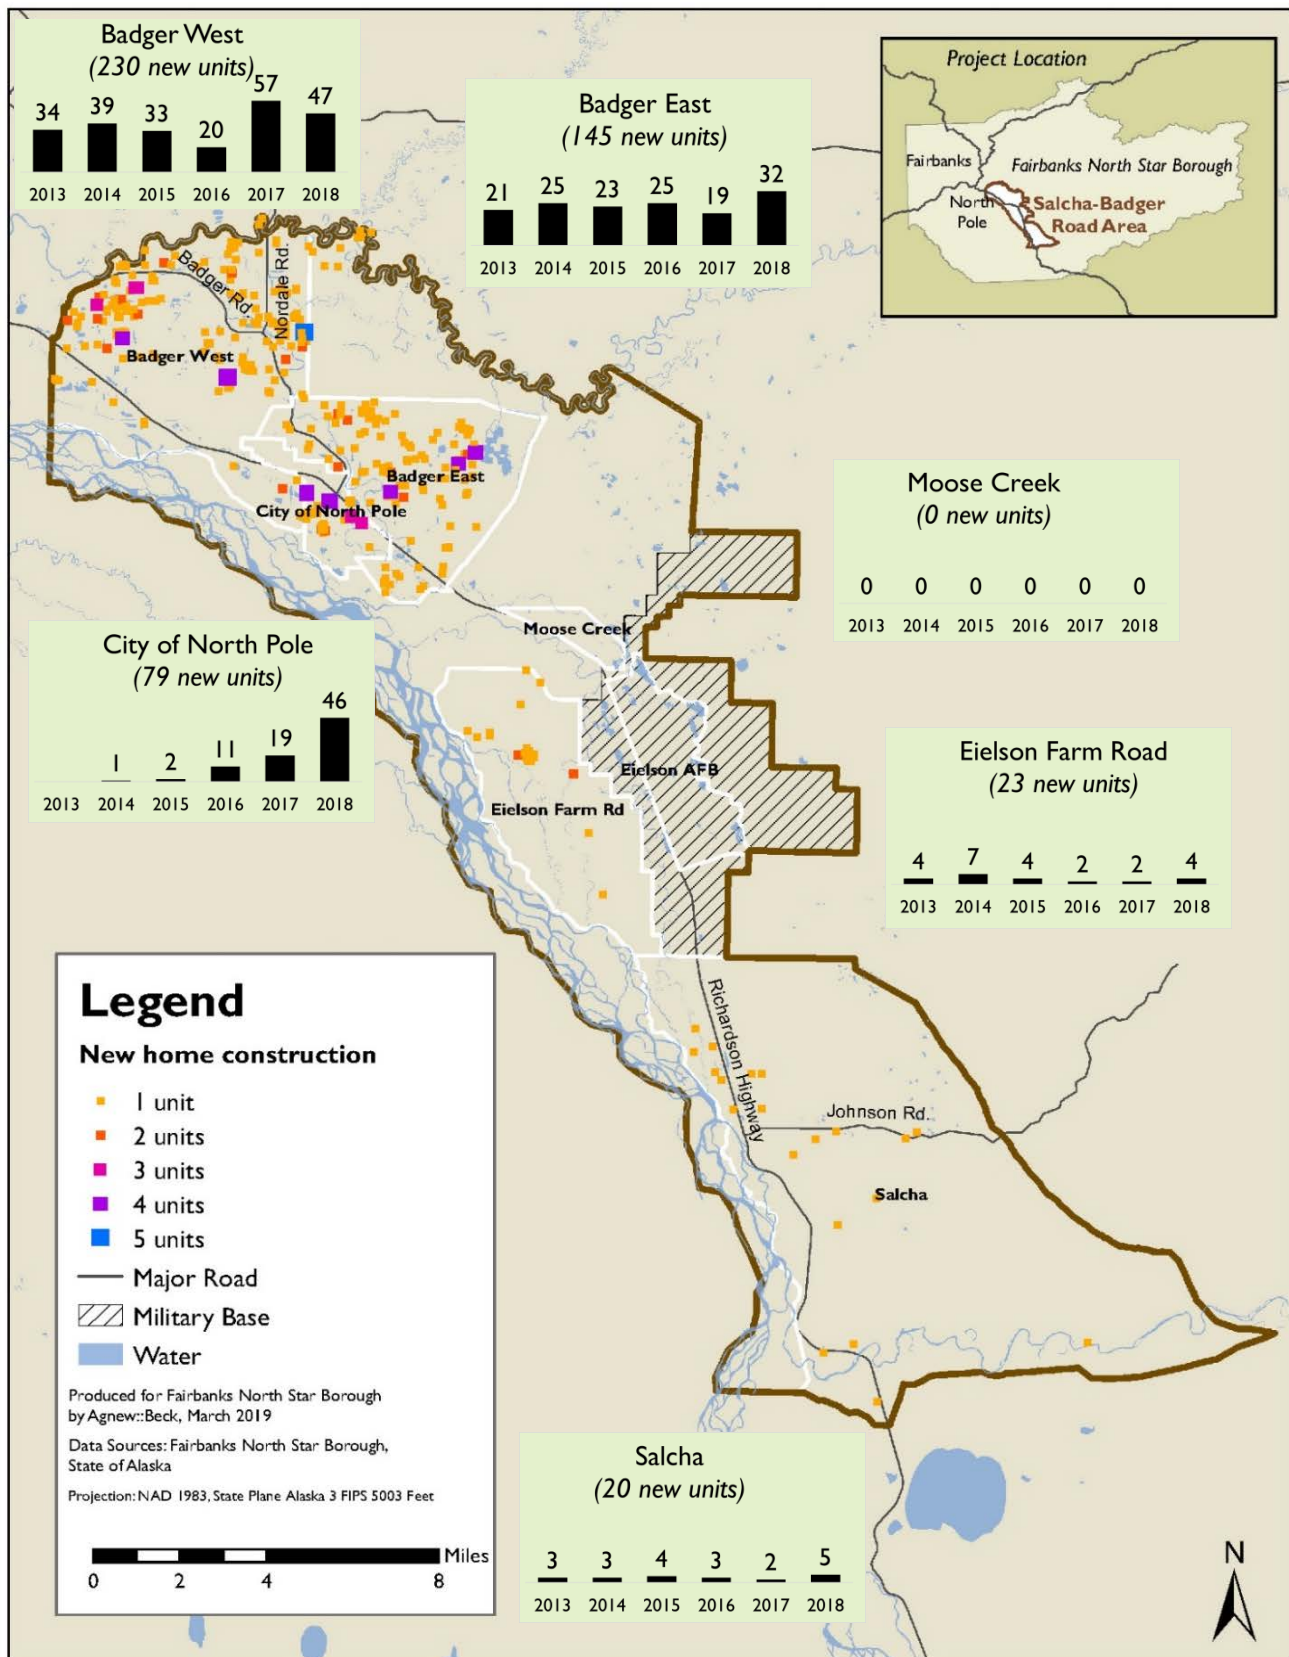 Badger West
(230 new units)
34 39 33 20 57 47
2013 2014 2015 2016 2017 2018
Badger East
(145 new units)
21 25 23 25 19 32
2013 2014 2015 2016 2017 2018
Project Location
Fairbanks
Fairbanks North Star Borough
North
Pole
Salcha-Badger
Road Area
Badger Rd.
Nordale Rd.
Badger West
Badger East
City of North Pole
Moose Creek
(0 new units)
0 0 0 0 0 0
2013 2014 2015 2016 2017 2018
Moose Creek
City of North Pole
(79 new units)
1 2 11 19 46
2013 2014 2015 2016 2017 2018
Eielson AFB
Eielson Farm Rd
Eielson Farm Road
(23 new units)
4 7 4 2 2 4
2013 2014 2015 2016 2017 2018
Richardson Highway
Johnson Rd.
Salcha
Legend
New home construction
1 unit
2 units
3 units
4 units
5 units
Major Road
Military Base
Water
Produced for Fairbanks North Star Borough
by Agnew::Beck, March 2019
Data Sources: Fairbanks North Star Borough,
State of Alaska
Projection: NAD 1983, State Plane Alaska 3 FIPS 5003 Feet
Miles
0 2 4 8
Salcha
(20 new units)
3 3 4 3 2 5
2013 2014 2015 2016 2017 2018
N